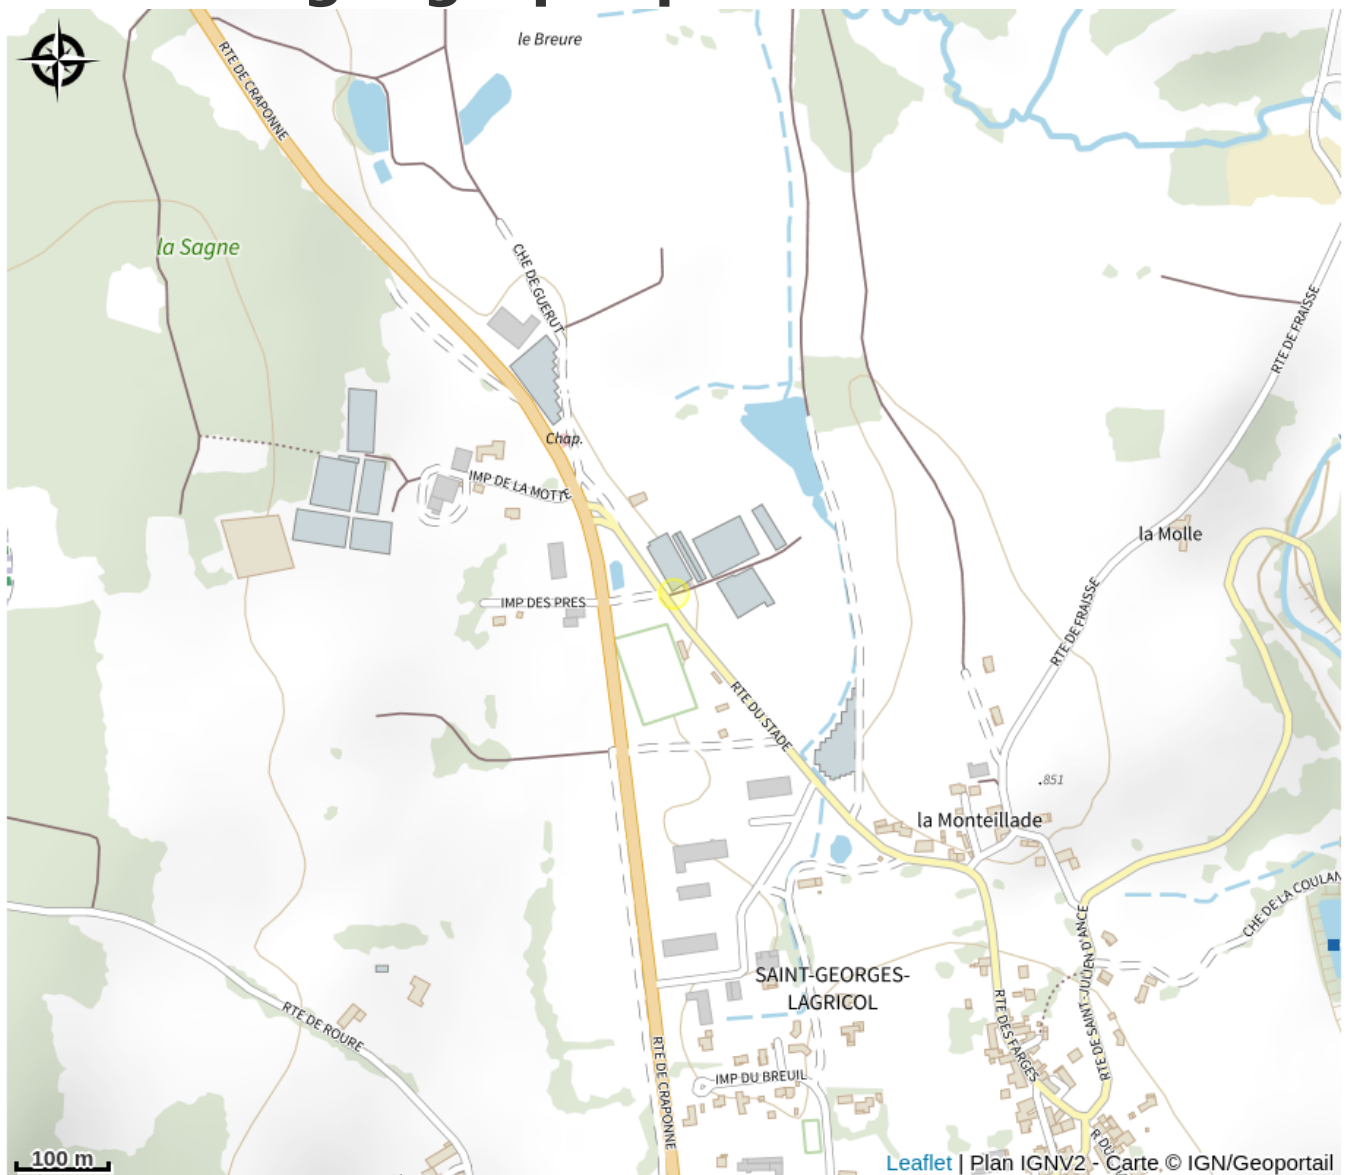 le Breure
RTE DE CRAPONNE
la Sagne
CHE DE GUERUT
RTE DE FRAISSE
Chap.
IMP DE LA MOTTE
la Molle
IMP DES PRES
RTE DE FRAISSE
RTE DU STADE
.851
la Monteillade
CHE DE LA COULAN
SAINT-GEORGES-
LAGRICOL
RTE DE ROURE
RTE DES FARGES
RTE DE SAINT-JULIEN D'ANCE
RTE DE CRAPONNE
IMP DU BREUIL
R DU
100 m
Leaflet | Plan IGNV2 - Carte © IGN/Geoportail